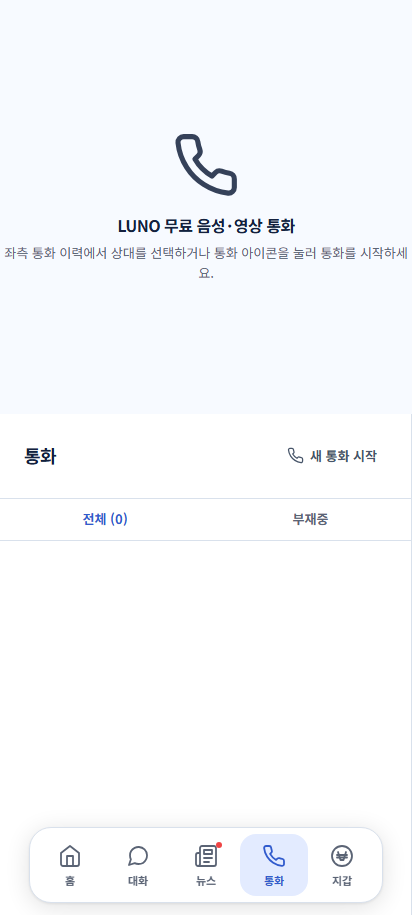 LUNO 무료 음성·영상 통화
좌측 통화 이력에서 상대를 선택하거나 통화 아이콘을 눌러 통화를 시작하세
요.
통화
새 통화 시작
전체 (0)
부재중
홈
대화
뉴스
통화
지갑